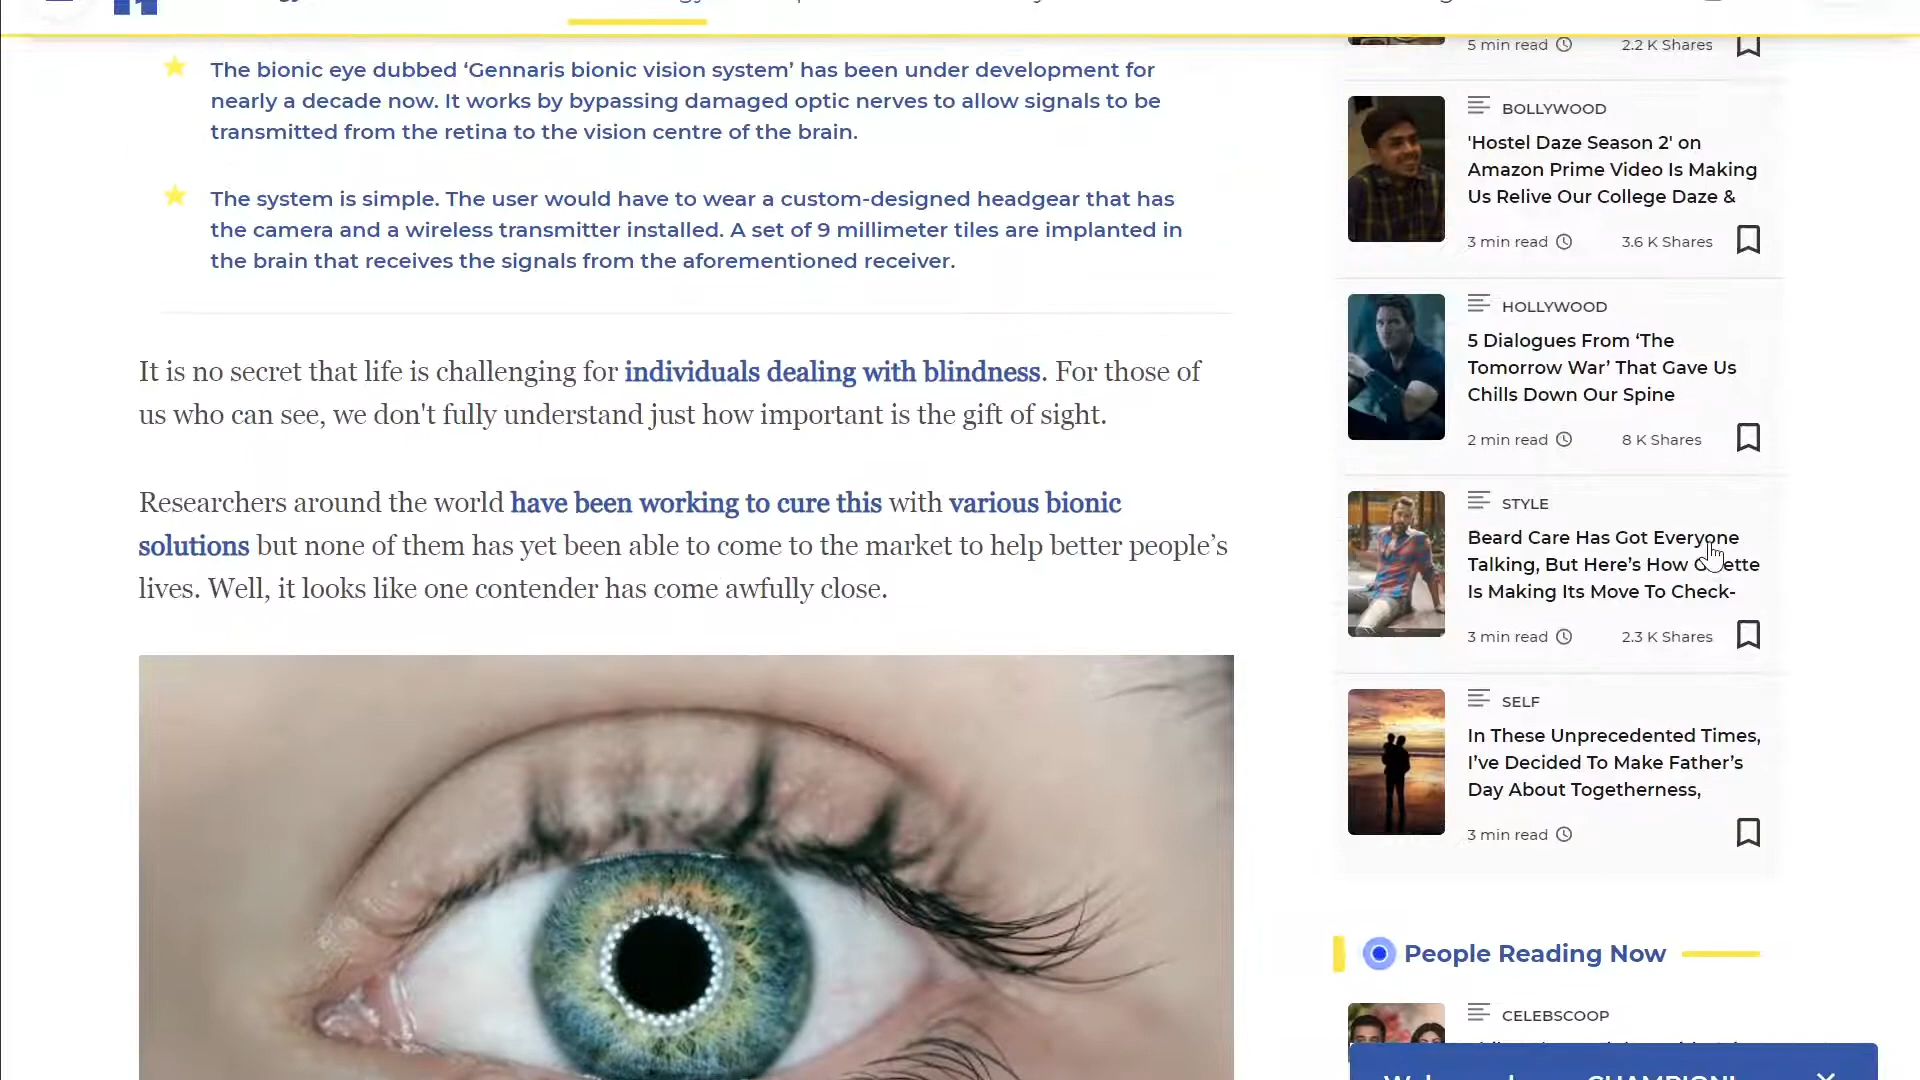 The bionic eye dubbed ‘Gennaris bionic vision system’ has been under development for
nearly a decade now. It works by bypassing damaged optic nerves to allow signals to be
transmitted from the retina to the vision centre of the brain.
The system is simple. The user would have to wear a custom-designed headgear that has
the camera and a wireless transmitter installed. A set of 9 millimeter tiles are implanted in
the brain that receives the signals from the aforementioned receiver.
It is no secret that life is challenging for individuals dealing with blindness. For those of
us who can see, we don't fully understand just how important is the gift of sight.
Researchers around the world have been working to cure this with various bionic
solutions but none of them has yet been able to come to the market to help better people’s
lives. Well, it looks like one contender has come awfully close.
5 min read 2.2 K Shares
BOLLYWOOD
'Hostel Daze Season 2' on
Amazon Prime Video Is Making
Us Relive Our College Daze &
3 min read 3.6 K Shares
HOLLYWOOD
5 Dialogues From ‘The
Tomorrow War’ That Gave Us
Chills Down Our Spine
2 min read 8 K Shares
STYLE
Beard Care Has Got Everyone
Talking, But Here’s How
Is Making Its Move To Check-
3 min read 2.3 K Shares
SELF
In These Unprecedented Times,
I’ve Decided To Make Father’s
Day About Togetherness,
3 min read
People Reading Now
CELEBSCOOP
CHAMPION!